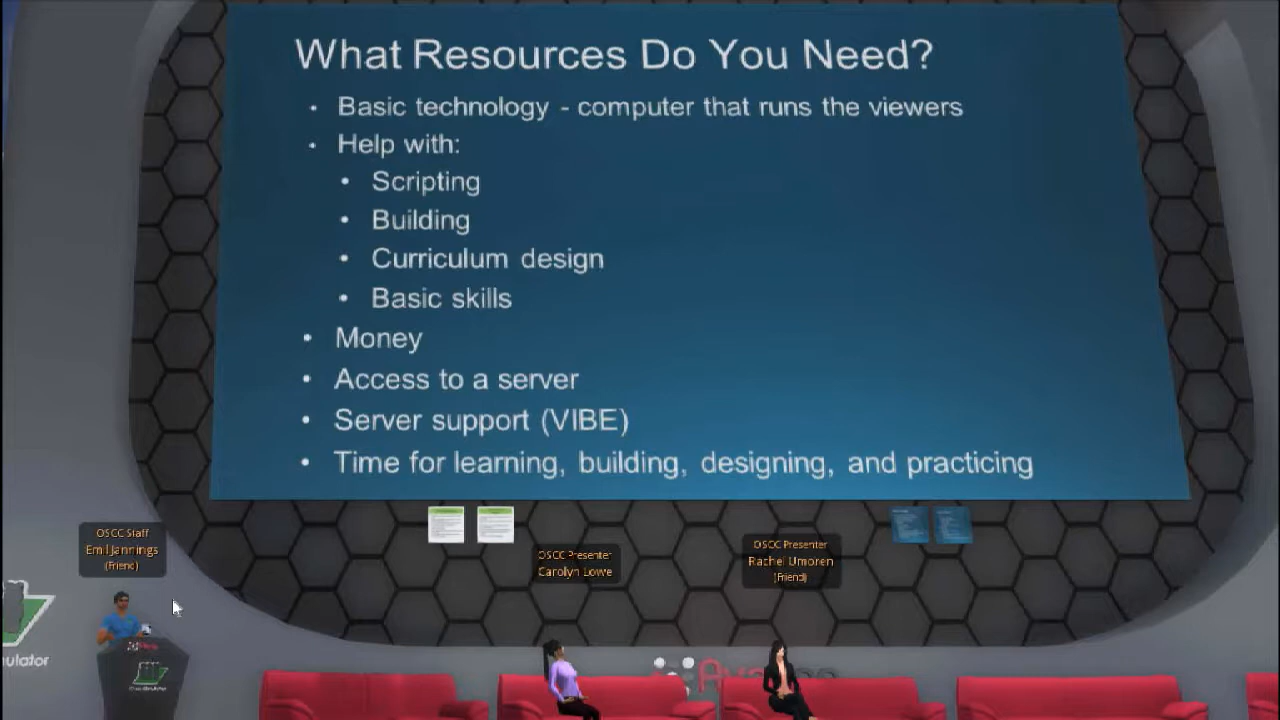 What Resources Do You Need?
• Basic technology - computer that runs the viewers
• Help with:
• Scripting
• Building
• Curriculum design
• Basic skills
• Money
• Access to a server
• Server support (VIBE)
• Time for learning, building, designing, and practicing
OSCC Staff
Emil Jannings
(Friend)
OSCC Presenter
Carolyn Lowe
OSCC Presenter
Rachel Umoren
(Friend)
ulator